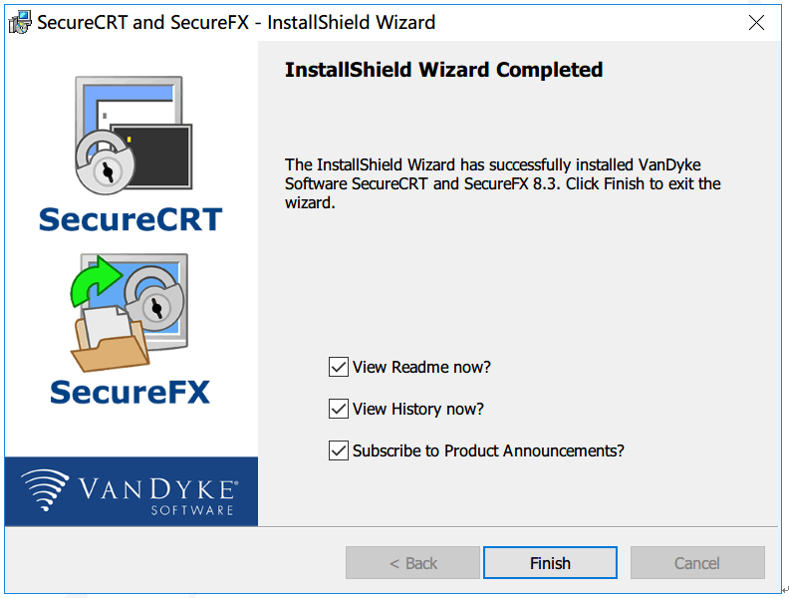 SecureCRT and SecureFX - InstallShield Wizard
InstallShield Wizard Completed
The InstallShield Wizard has successfully installed VanDyke
Software SecureCRT and SecureFX 8.3. Click Finish to exit the
wizard.
SecureCRT
SecureFX
View Readme now?
View History now?
Subscribe to Product Announcements?
VANDYKE®
SOFTWARE
< Back
Finish
Cancel